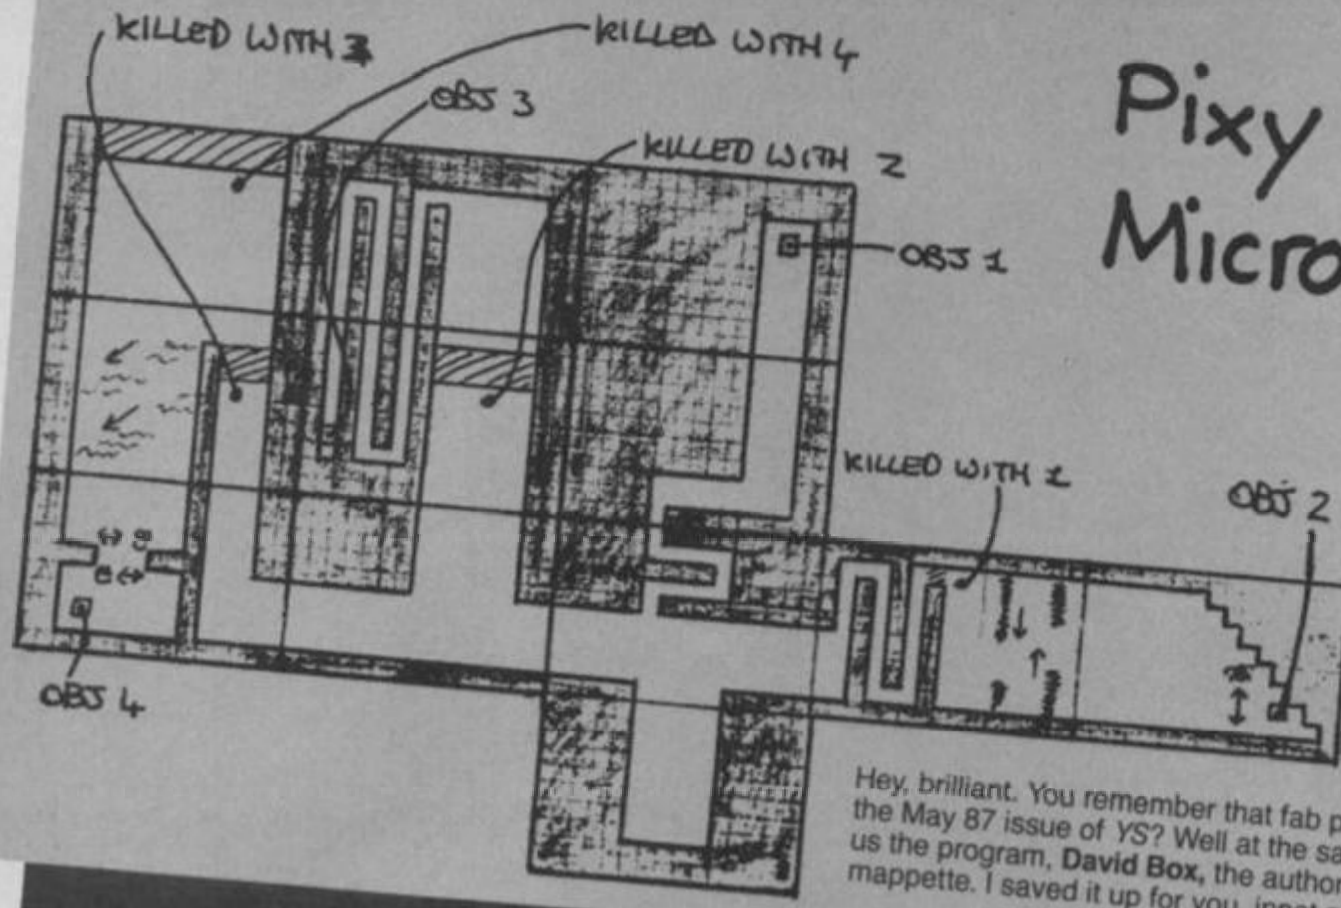 KILLED WITH 3
KILLED WITH 4
OBJ 3
KILLED WITH 2
OBJ 1
Pixy
Micro
KILLED WITH 1
OBJ 2
OBJ 4
Hey, brilliant. You remember that fab
the May 87 issue of YS? Well at the
us the program, David Box, the author
mappette. I saved it up for you,